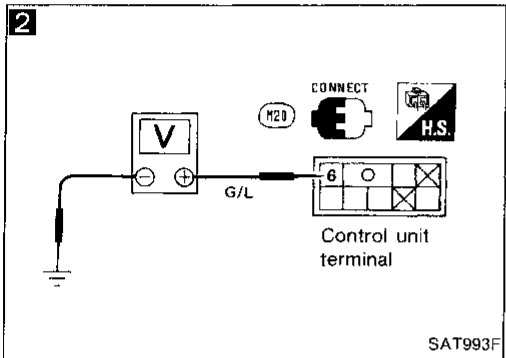 2
CONNECT
M20
H.S.
V
G/L
6
Control unit
terminal
SAT993F